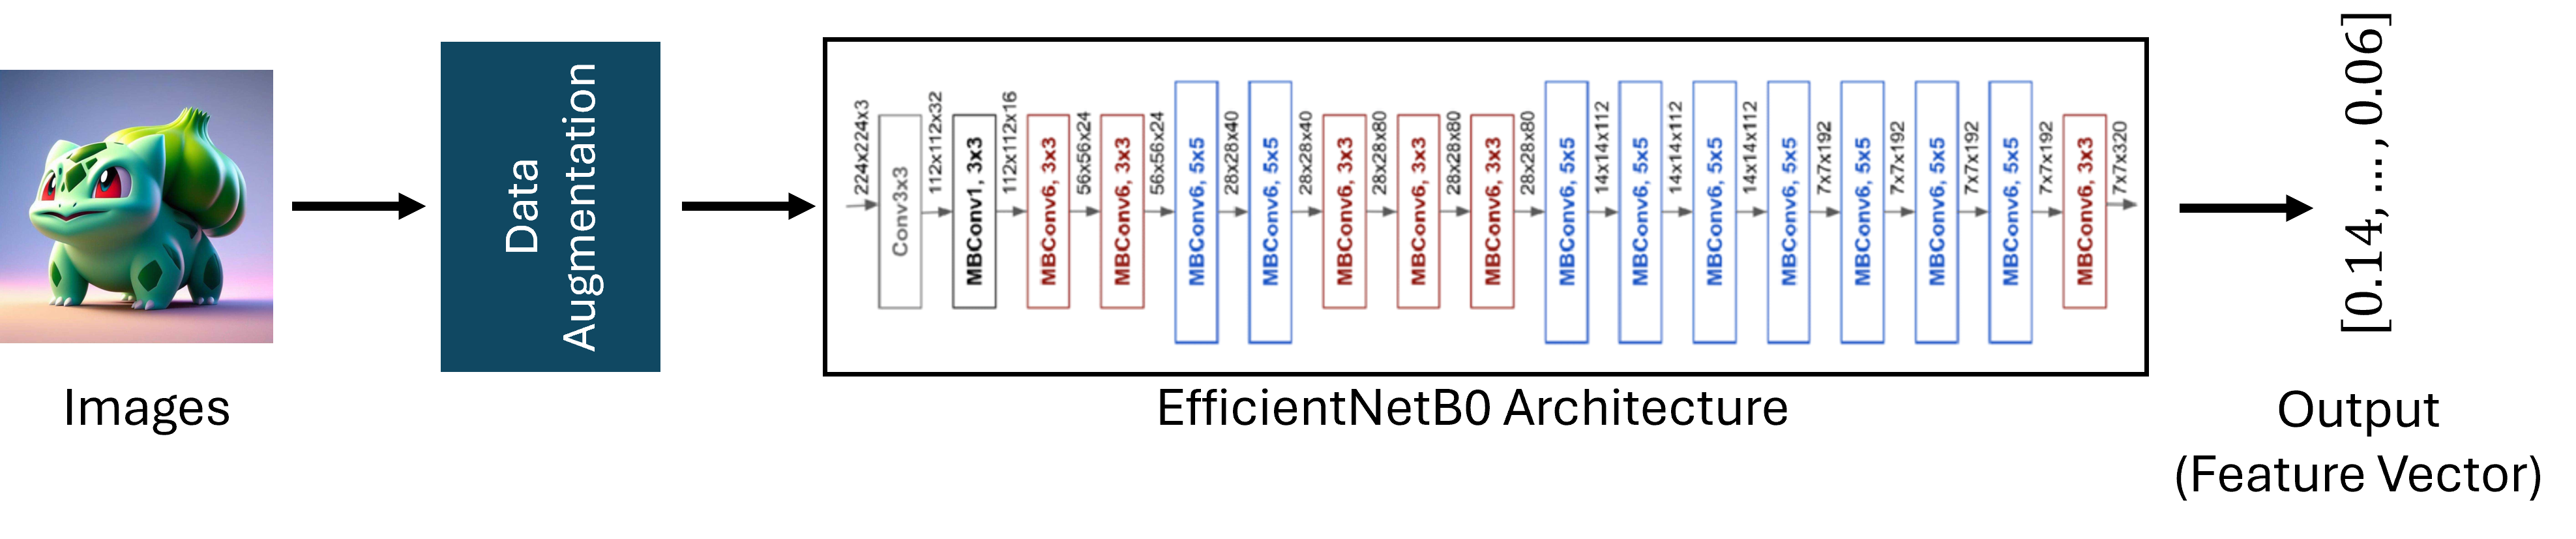 Images
Data
Augmentation
224x224x3
Conv3x3
112x112x32
MBConv1, 3x3
112x112x16
MBConv6, 3x3
56x56x24
MBConv6, 3x3
56x56x24
MBConv6, 5x5
28x28x40
MBConv6, 5x5
28x28x40
MBConv6, 3x3
28x28x80
MBConv6, 3x3
28x28x80
MBConv6, 3x3
28x28x80
MBConv6, 5x5
14x14x112
MBConv6, 5x5
14x14x112
MBConv6, 5x5
14x14x112
MBConv6, 5x5
7x7x192
MBConv6, 5x5
7x7x192
MBConv6, 5x5
7x7x192
MBConv6, 5x5
7x7x192
MBConv6, 3x3
7x7x320
EfficientNetB0 Architecture
[0.14, ..., 0.06]
Output
(Feature Vector)